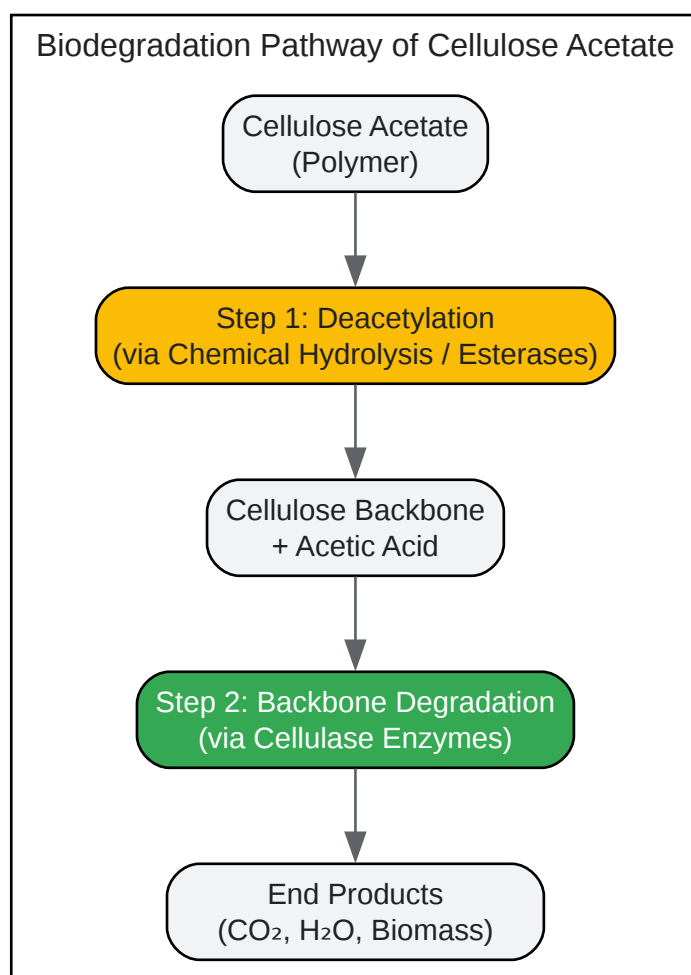 Biodegradation Pathway of Cellulose Acetate
Cellulose Acetate
(Polymer)
Step 1: Deacetylation
(via Chemical Hydrolysis / Esterases)
Cellulose Backbone
+ Acetic Acid
Step 2: Backbone Degradation
(via Cellulase Enzymes)
End Products
(CO₂, H₂O, Biomass)